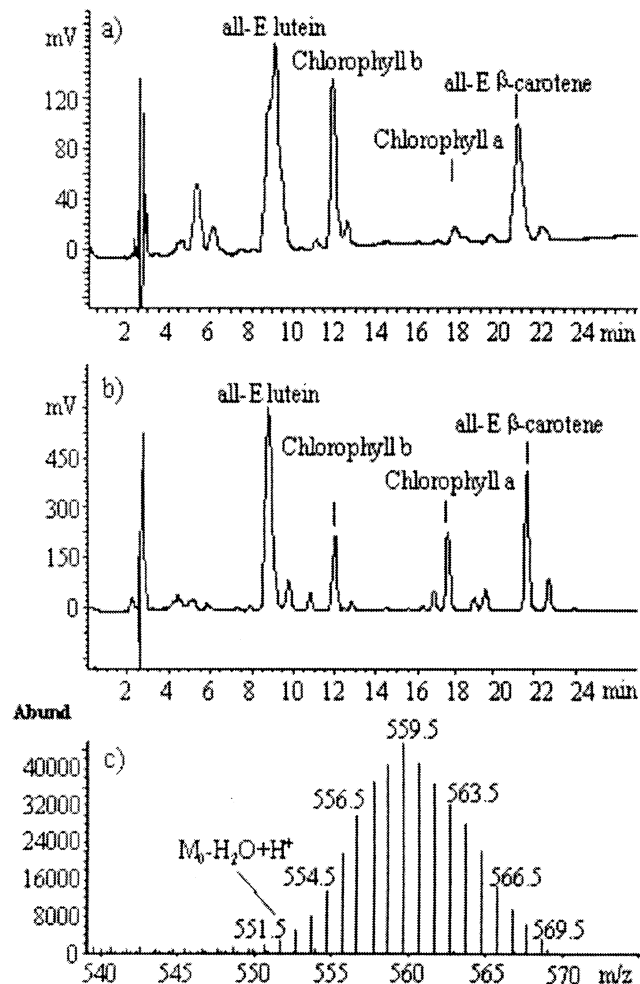 a)
mV
all-E lutein
Chlorophyll b
all-E β-carotene
Chlorophyll a
120
80
40
0
2 4 6 8 10 12 14 16 18 20 22 24 min
b)
mV
all-E lutein
Chlorophyll b
all-E β-carotene
Chlorophyll a
450
300
150
0
2 4 6 8 10 12 14 16 18 20 22 24 min
Abund
c)
559.5
40000
32000
24000
16000
8000
0
556.5
563.5
M₀-H₂O+H⁺
554.5
566.5
551.5
569.5
540 545 550 555 560 565 570 m/z